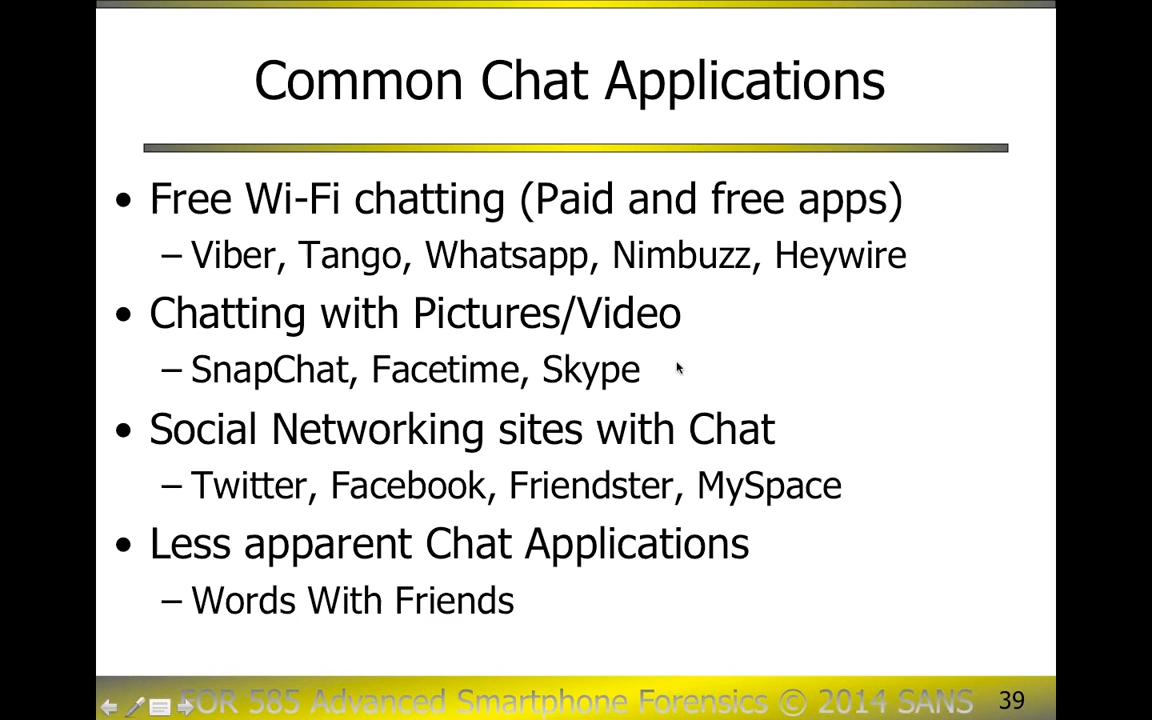 Common Chat Applications
• Free Wi-Fi chatting (Paid and free apps)
– Viber, Tango, Whatsapp, Nimbuzz, Heywire
• Chatting with Pictures/Video
– SnapChat, Facetime, Skype
• Social Networking sites with Chat
– Twitter, Facebook, Friendster, MySpace
• Less apparent Chat Applications
– Words With Friends
FOR 585 Advanced Smartphone Forensics © 2014 SANS 39